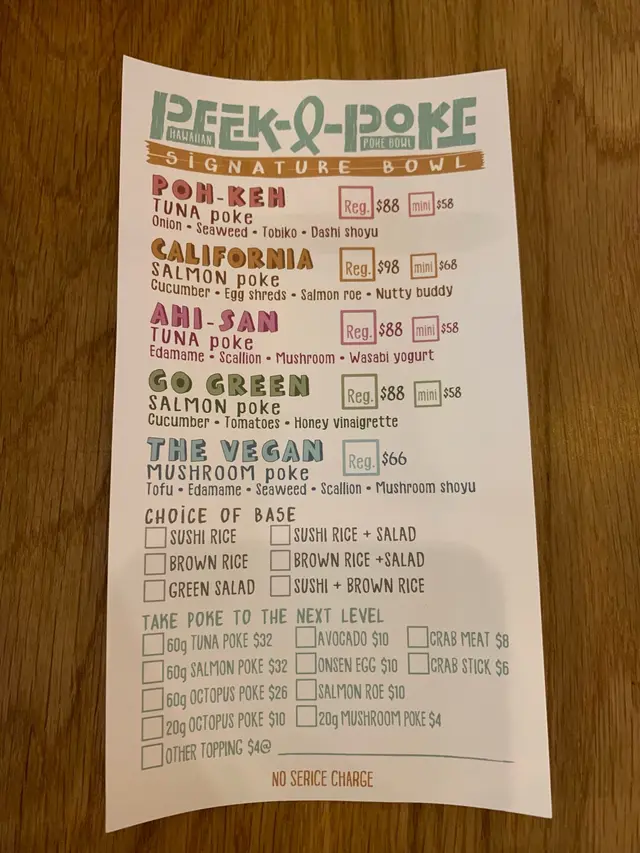 PEEK-A-POKE
HAWAIIAN POKE BOWL
SIGNATURE BOWL
POH-KEH Reg. $88 mini $58
TUNA poke
Onion • Seaweed • Tobiko • Dashi shoyu
CALIFORNIA Reg. $98 mini $68
SALMON poke
Cucumber • Egg shreds • Salmon roe • Nutty buddy
AHI-SAN Reg. $88 mini $58
TUNA poke
Edamame • Scallion • Mushroom • Wasabi yogurt
GO GREEN Reg. $88 mini $58
SALMON poke
Cucumber • Tomatoes • Honey vinaigrette
THE VEGAN Reg. $66
MUSHROOM poke
Tofu • Edamame • Seaweed • Scallion • Mushroom shoyu
CHOICE OF BASE
SUSHI RICE SUSHI RICE + SALAD
BROWN RICE BROWN RICE +SALAD
GREEN SALAD SUSHI + BROWN RICE
TAKE POKE TO THE NEXT LEVEL
60g TUNA POKE $32 AVOCADO $10 CRAB MEAT $8
60g SALMON POKE $32 ONSEN EGG $10 CRAB STICK $6
60g OCTOPUS POKE $26 SALMON ROE $10
20g OCTOPUS POKE $10 20g MUSHROOM POKE $4
OTHER TOPPING $4@
NO SERICE CHARGE